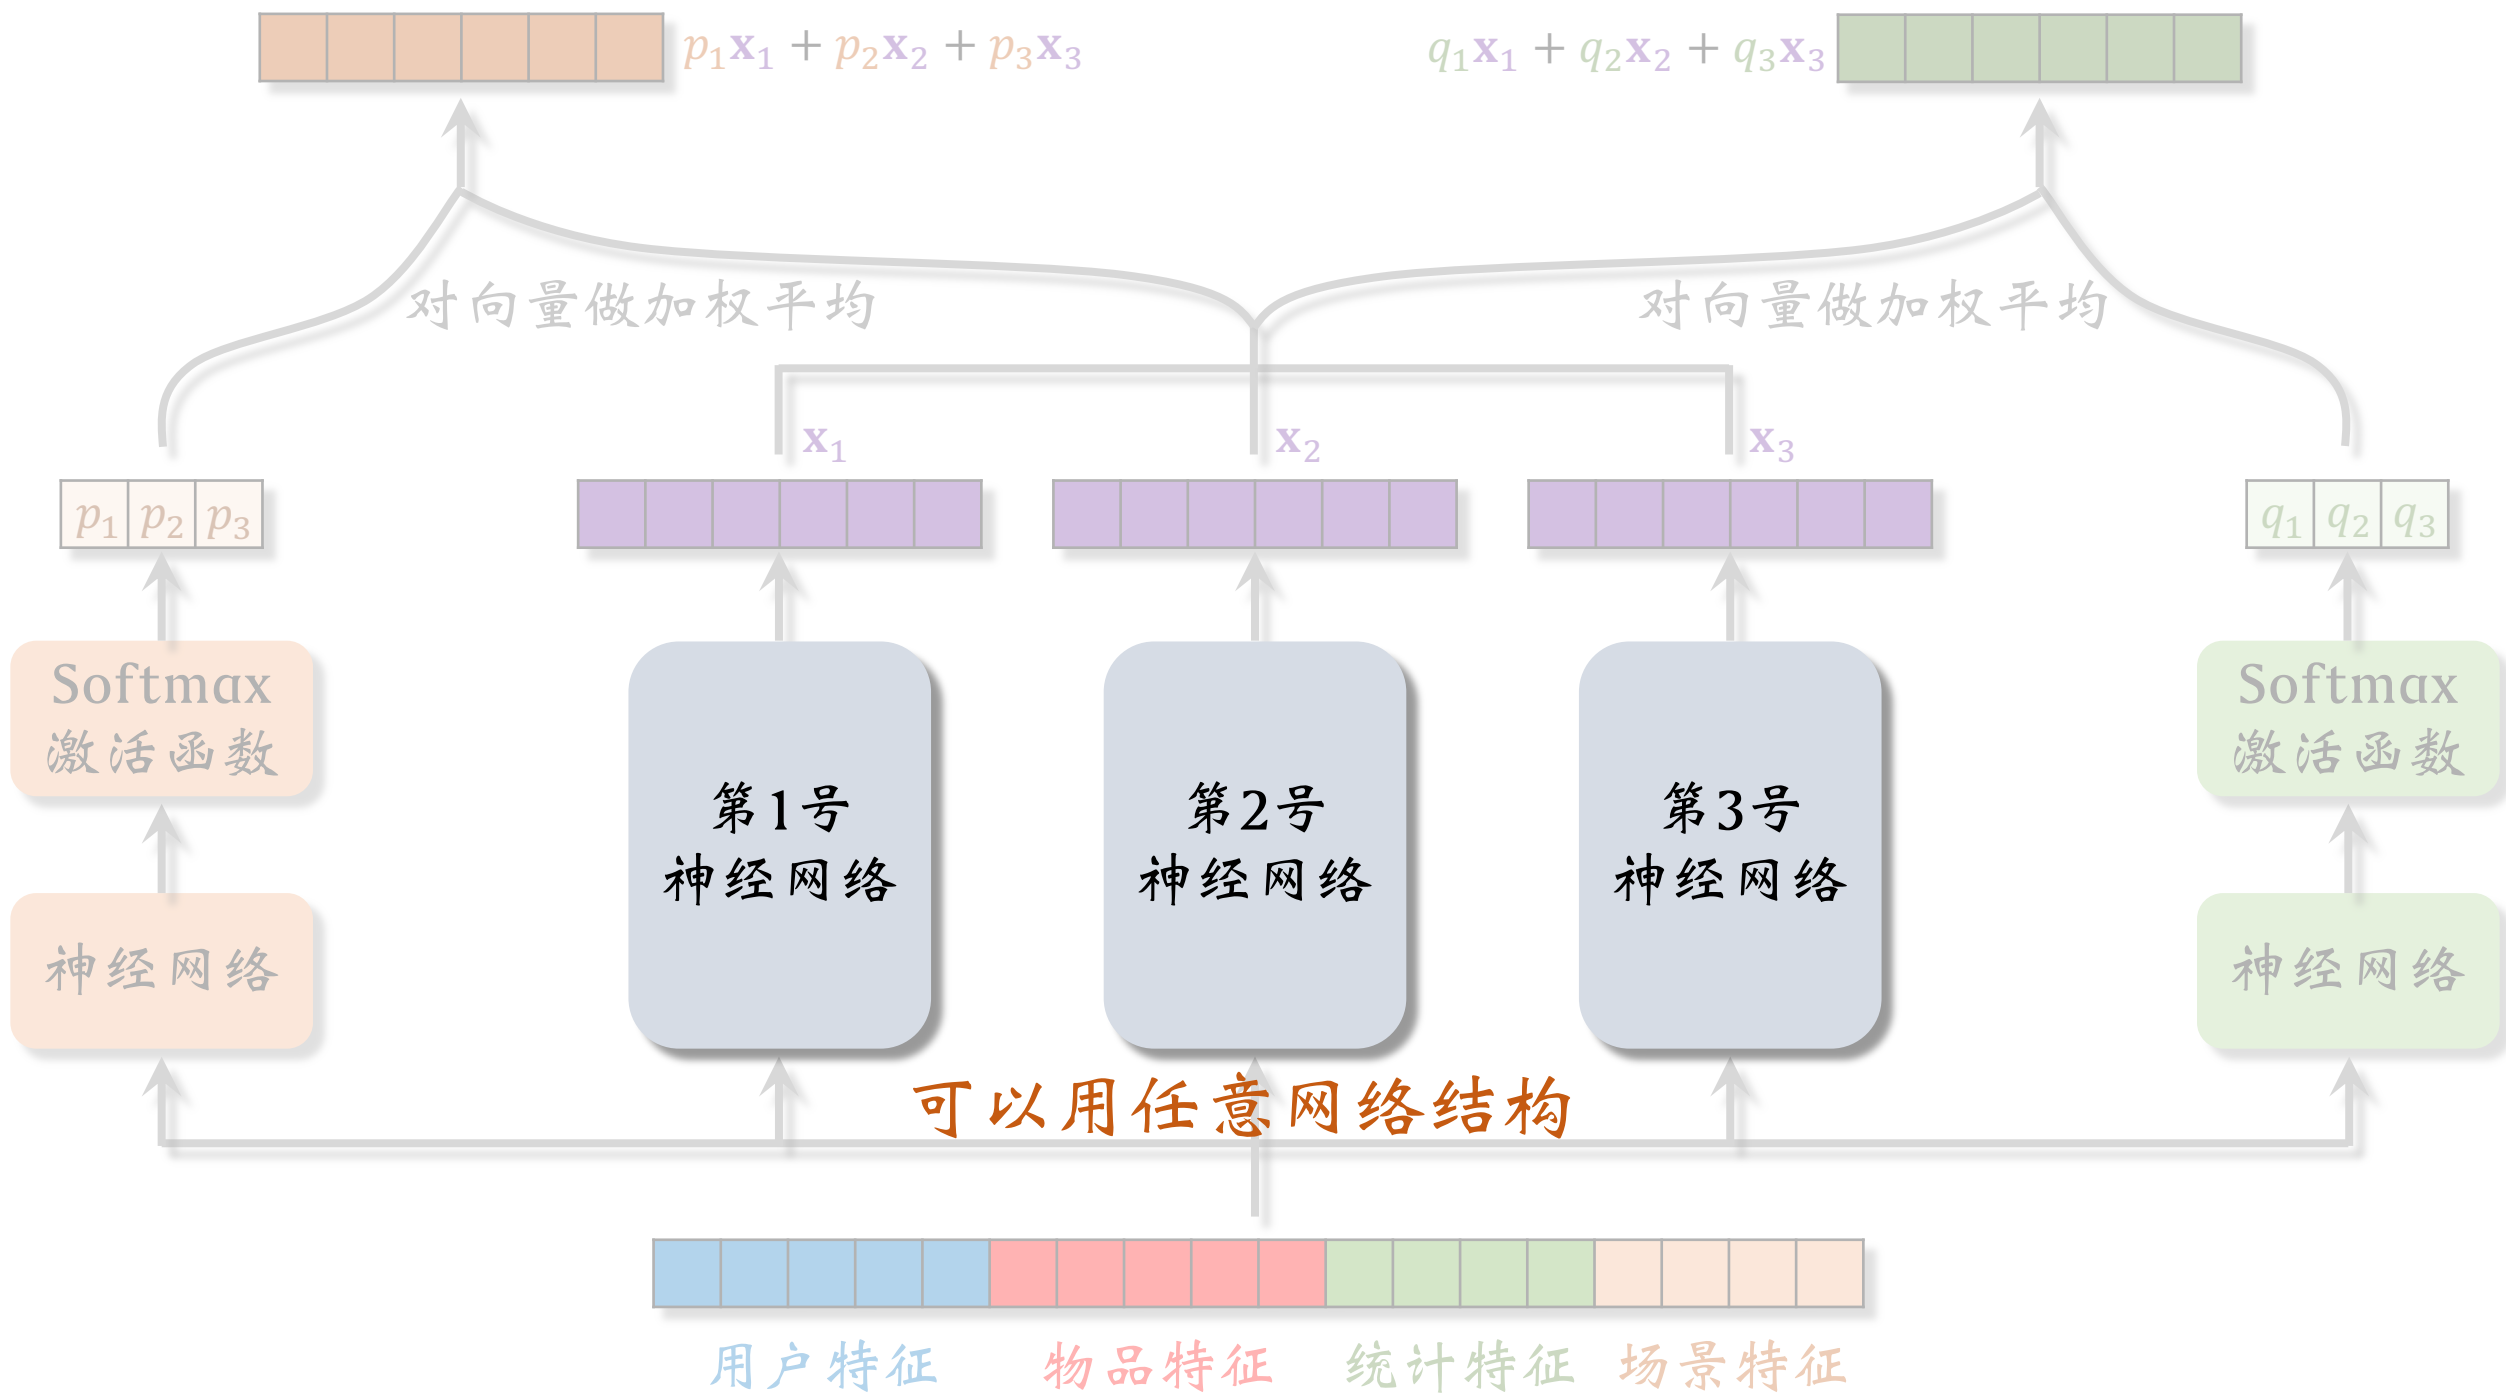 p₁x₁ + p₂x₂ + p₃x₃
q₁x₁ + q₂x₂ + q₃x₃
对向量做加权平均
对向量做加权平均
x₁
x₂
x₃
p₁ p₂ p₃
q₁ q₂ q₃
Softmax
激活函数
第1号
神经网络
第2号
神经网络
第3号
神经网络
Softmax
激活函数
神经网络
神经网络
可以用任意网络结构
用户特征
物品特征
统计特征
场景特征